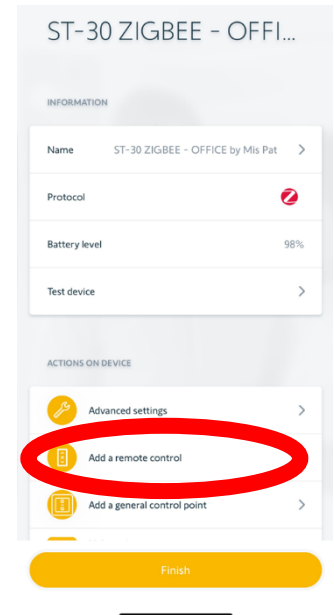 ST-30 ZIGBEE - OFFI...
INFORMATION
Name ST-30 ZIGBEE - OFFICE by Mis Pat
Protocol
Battery level 98%
Test device
ACTIONS ON DEVICE
Advanced settings
Add a remote control
Add a general control point
Finish